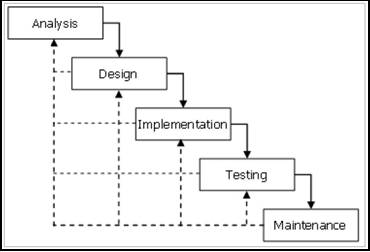 Analysis
Design
Implementation
Testing
Maintenance